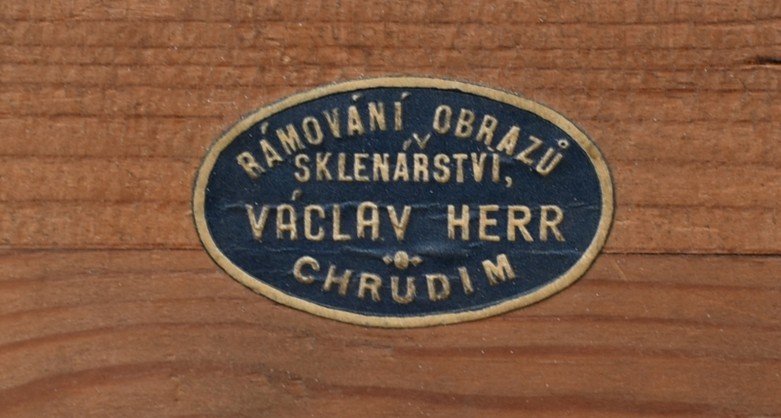 RÁMOVÁNÍ OBRAZŮ
SKLENÁŘSTVÍ,
VÁCLAV HERR
CHRUDIM